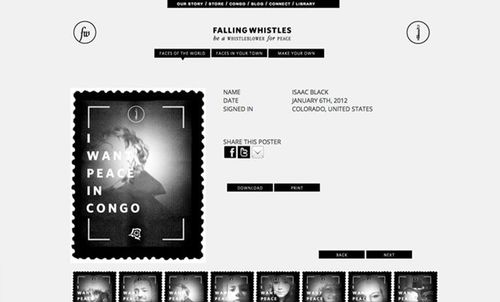 OUR STORY / STORE / CONGO / BLOG / CONNECT / LIBRARY
fw
FALLING WHISTLES
be a WHISTLEBLOWER for PEACE
FACES OF THE WORLD
FACES IN YOUR TOWN
MAKE YOUR OWN
NAME ISAAC BLACK
DATE JANUARY 6TH, 2012
SIGNED IN COLORADO, UNITED STATES
I
WANT
PEACE
IN
CONGO
SHARE THIS POSTER
DOWNLOAD
PRINT
BACK
NEXT